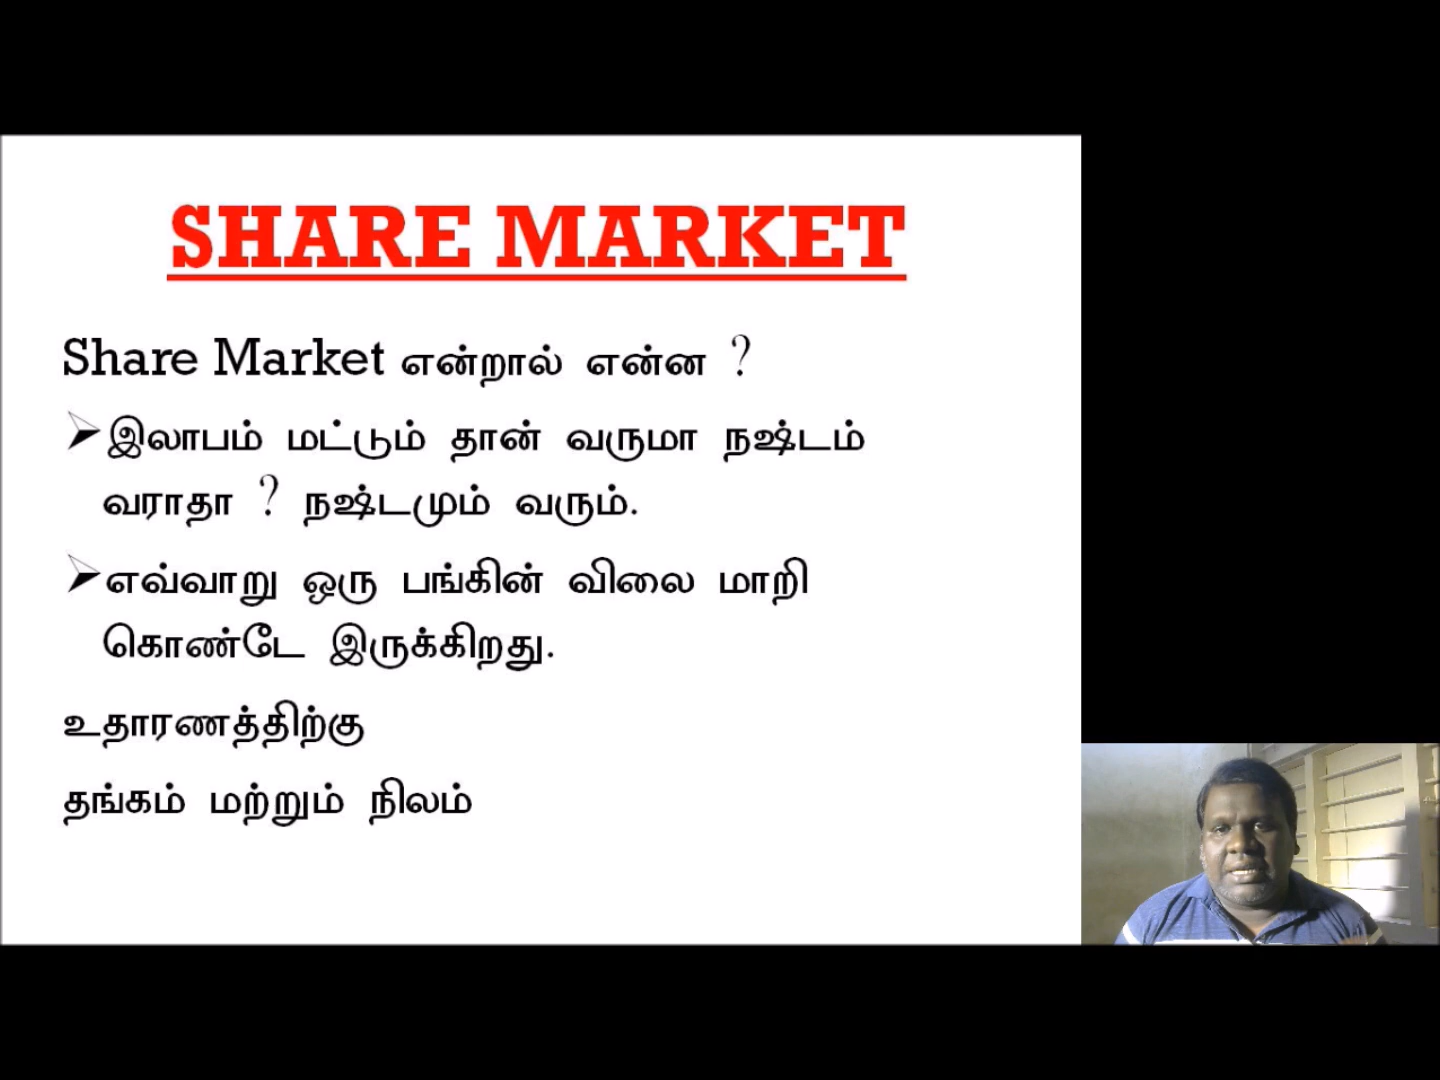 SHARE MARKET
Share Market என்றால் என்ன ?
➢இலாபம் மட்டும் தான் வருமா நஷ்டம்
வராதா ? நஷ்டமும் வரும்.
➢எவ்வாறு ஒரு பங்கின் விலை மாறி
கொண்டே இருக்கிறது.
உதாரணத்திற்கு
தங்கம் மற்றும் நிலம்